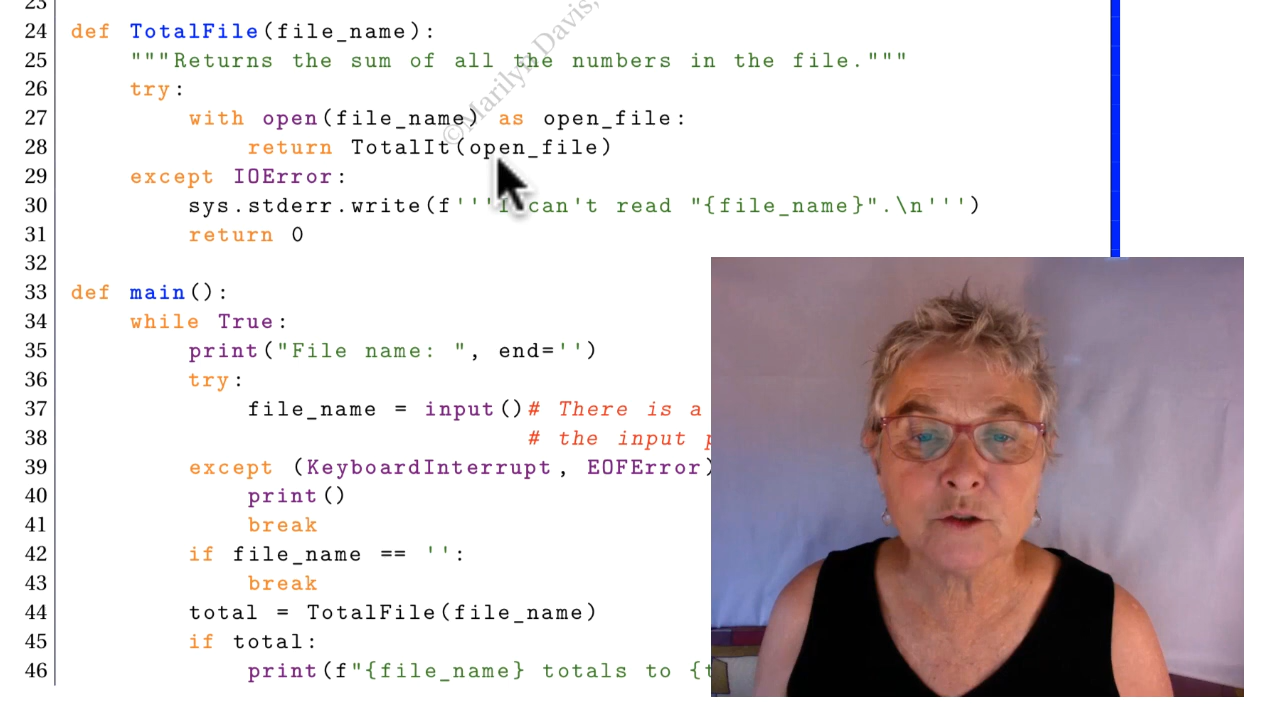 23
24 def TotalFile(file_name):
25 """Returns the sum of all the numbers in the file."""
26 try:
27 with open(file_name) as open_file:
28 return TotalIt(open_file)
29 except IOError:
30 sys.stderr.write(f'''I can't read "{file_name}".\n''')
31 return 0
32
33 def main():
34 while True:
35 print("File name: ", end='')
36 try:
37 file_name = input()# There is a
38 # the input
39 except (KeyboardInterrupt, EOFError)
40 print()
41 break
42 if file_name == '':
43 break
44 total = TotalFile(file_name)
45 if total:
46 print(f"{file_name} totals to {
©Marilyn Davis,